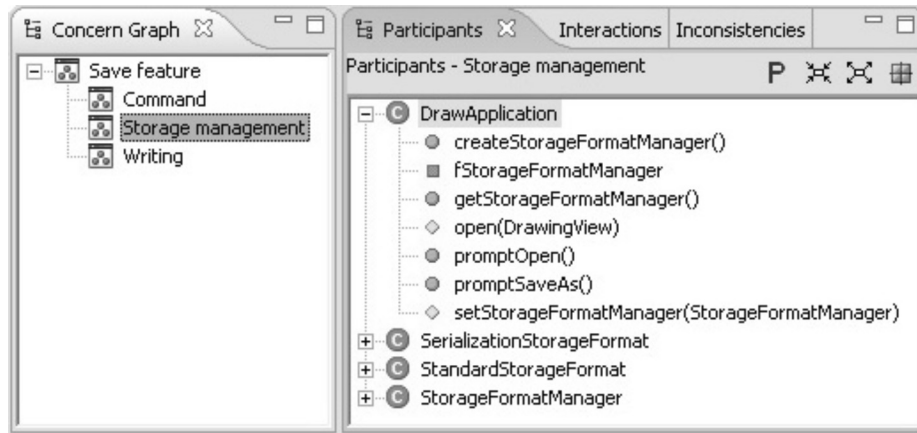 Concern Graph
Save feature
Command
Storage management
Writing
Participants Interactions Inconsistencies
Participants - Storage management P
C DrawApplication
createStorageFormatManager()
fStorageFormatManager
getStorageFormatManager()
open(DrawingView)
promptOpen()
promptSaveAs()
setStorageFormatManager(StorageFormatManager)
C SerializationStorageFormat
C StandardStorageFormat
C StorageFormatManager